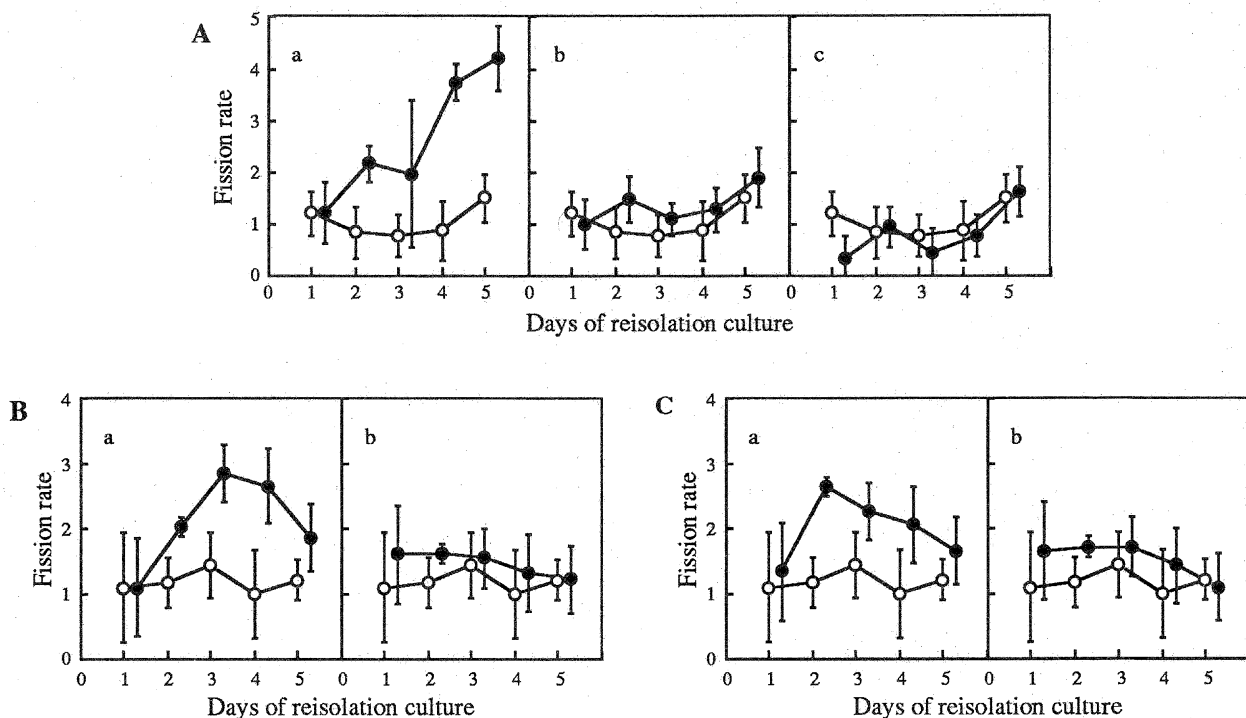 A
a
b
c
5
4
3
2
1
0
Fission rate
0 1 2 3 4 5 0 1 2 3 4 5 0 1 2 3 4 5
Days of reisolation culture
B
a
b
4
3
2
1
0
Fission rate
0 1 2 3 4 5 0 1 2 3 4 5
Days of reisolation culture
C
a
b
4
3
2
1
0
Fission rate
0 1 2 3 4 5 0 1 2 3 4 5
Days of reisolation culture